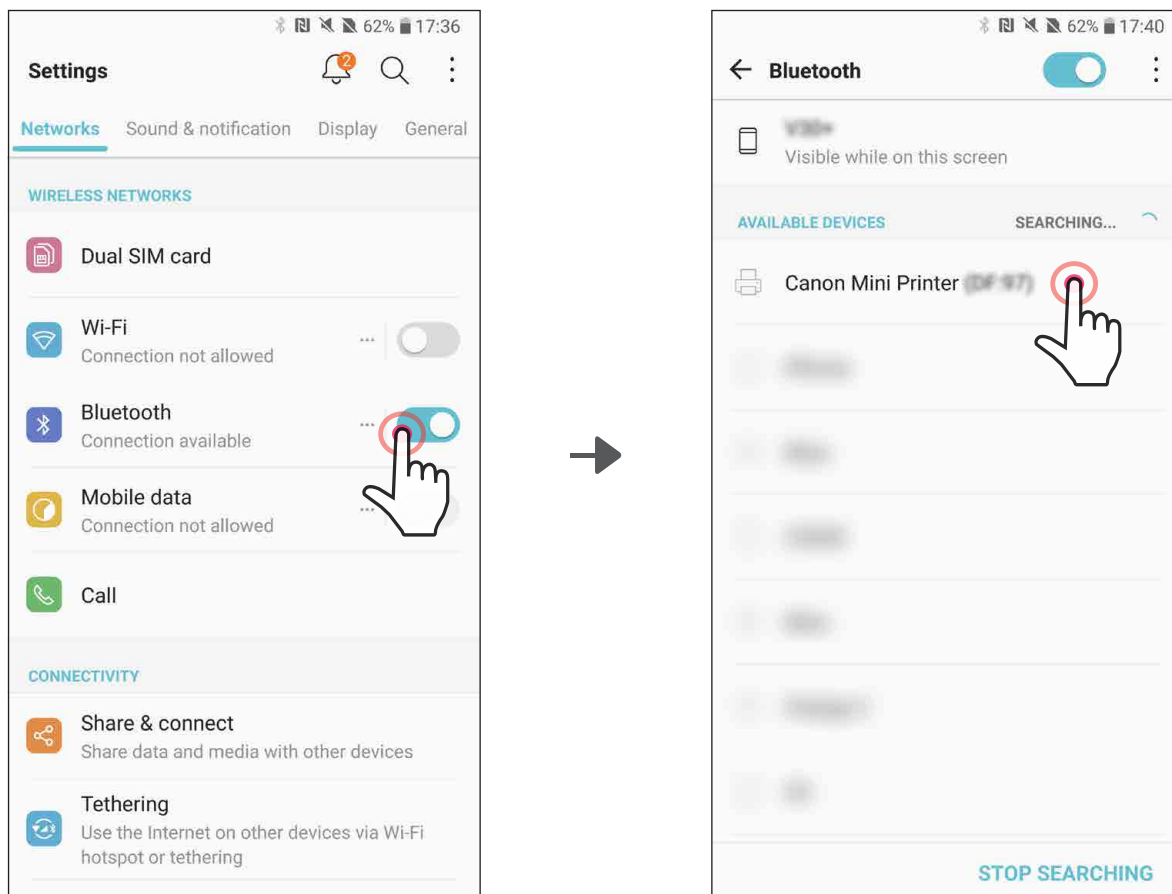 62% 17:36
Settings
2
Networks Sound & notification Display General
WIRELESS NETWORKS
Dual SIM card
Wi-Fi
Connection not allowed
Bluetooth
Connection available
Mobile data
Connection not allowed
Call
CONNECTIVITY
Share & connect
Share data and media with other devices
Tethering
Use the Internet on other devices via Wi-Fi
hotspot or tethering
62% 17:40
Bluetooth
Visible while on this screen
AVAILABLE DEVICES SEARCHING...
Canon Mini Printer
STOP SEARCHING